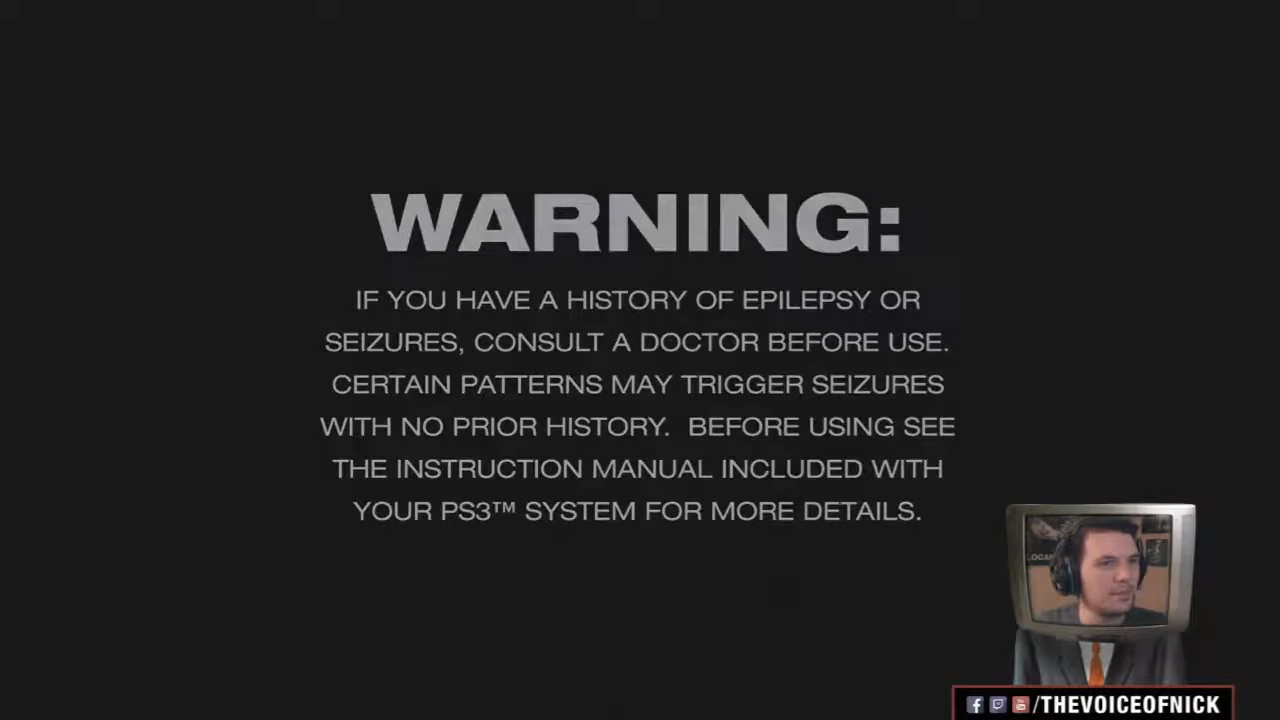 WARNING:
IF YOU HAVE A HISTORY OF EPILEPSY OR
SEIZURES, CONSULT A DOCTOR BEFORE USE.
CERTAIN PATTERNS MAY TRIGGER SEIZURES
WITH NO PRIOR HISTORY. BEFORE USING SEE
THE INSTRUCTION MANUAL INCLUDED WITH
YOUR PS3™ SYSTEM FOR MORE DETAILS.
/THEVOICEOFNICK